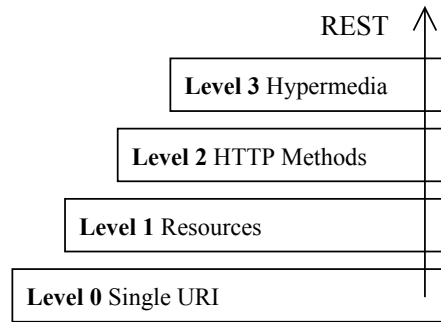 REST
Level 3 Hypermedia
Level 2 HTTP Methods
Level 1 Resources
Level 0 Single URI